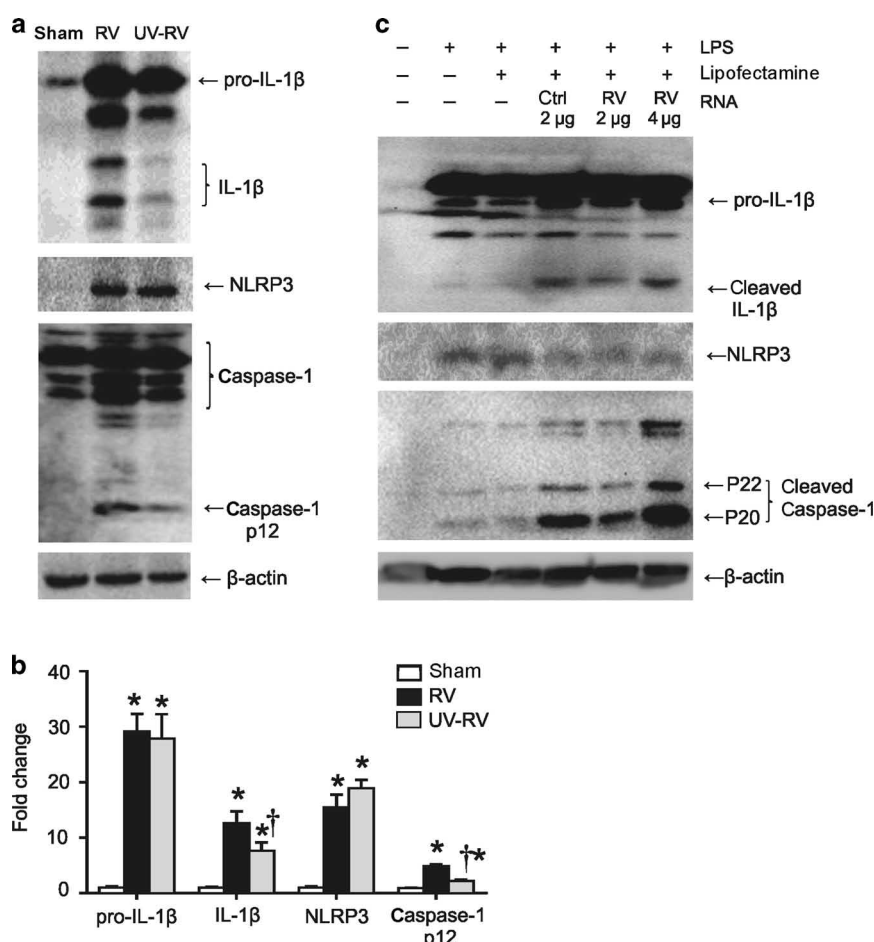 a
Sham RV UV-RV
← pro-IL-1β
IL-1β
← NLRP3
Caspase-1
← Caspase-1
p12
← β-actin
c
– + + + + + LPS
– – + + + + Lipofectamine
– – – Ctrl RV RV RNA
2 µg 2 µg 4 µg
← pro-IL-1β
←Cleaved
IL-1β
←NLRP3
←P22
←P20
Cleaved
Caspase-1
←β-actin
b
Fold change
40
30
20
10
0
Sham
RV
UV-RV
* *
* *†
* *
* †*
pro-IL-1β IL-1β NLRP3 Caspase-1
p12